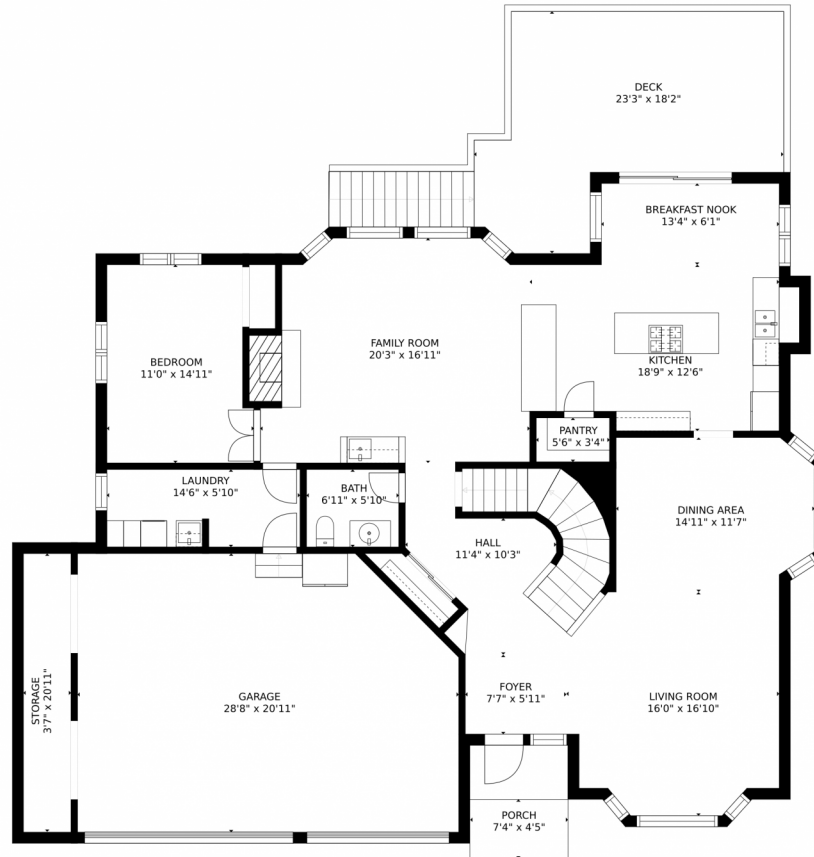 DECK
23'3" x 18'2"
BREAKFAST NOOK
13'4" x 6'1"
FAMILY ROOM
20'3" x 16'11"
BEDROOM
11'0" x 14'11"
KITCHEN
18'9" x 12'6"
PANTRY
5'6" x 3'4"
LAUNDRY
14'6" x 5'10"
BATH
6'11" x 5'10"
DINING AREA
14'11" x 11'7"
HALL
11'4" x 10'3"
STORAGE
3'7" x 20'11"
GARAGE
28'8" x 20'11"
FOYER
7'7" x 5'11"
LIVING ROOM
16'0" x 16'10"
PORCH
7'4" x 4'5"